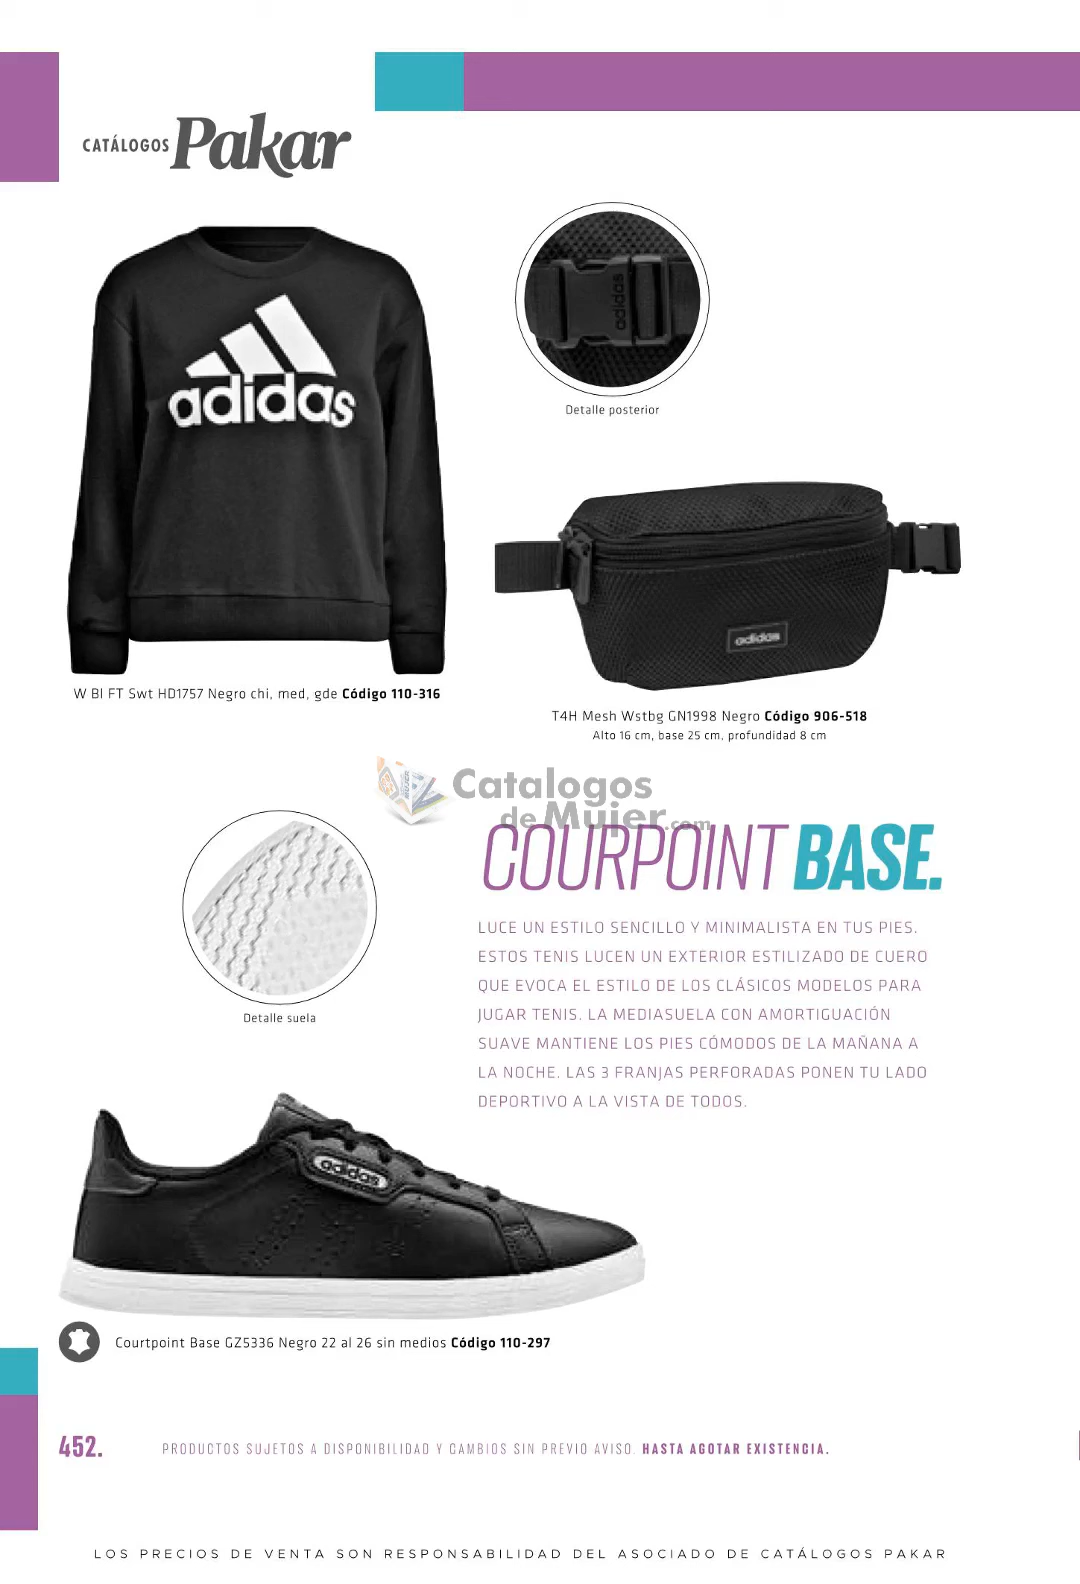 CATÁLOGOS Pakar
adidas
adidas
Detalle posterior
adidas
W BI FT Swt HD1757 Negro chi, med, gde Código 110-316
T4H Mesh Wstbg GN1998 Negro Código 906-518
Alto 16 cm, base 25 cm, profundidad 8 cm
Catalogos
de Mujer.com
COURPOINT BASE.
LUCE UN ESTILO SENCILLO Y MINIMALISTA EN TUS PIES.
ESTOS TENIS LUCEN UN EXTERIOR ESTILIZADO DE CUERO
QUE EVOCA EL ESTILO DE LOS CLÁSICOS MODELOS PARA
JUGAR TENIS. LA MEDIASUELA CON AMORTIGUACIÓN
SUAVE MANTIENE LOS PIES CÓMODOS DE LA MAÑANA A
LA NOCHE. LAS 3 FRANJAS PERFORADAS PONEN TU LADO
DEPORTIVO A LA VISTA DE TODOS.
Detalle suela
adidas
Courtpoint Base GZ5336 Negro 22 al 26 sin medios Código 110-297
452.
PRODUCTOS SUJETOS A DISPONIBILIDAD Y CAMBIOS SIN PREVIO AVISO. HASTA AGOTAR EXISTENCIA.
LOS PRECIOS DE VENTA SON RESPONSABILIDAD DEL ASOCIADO DE CATÁLOGOS PAKAR